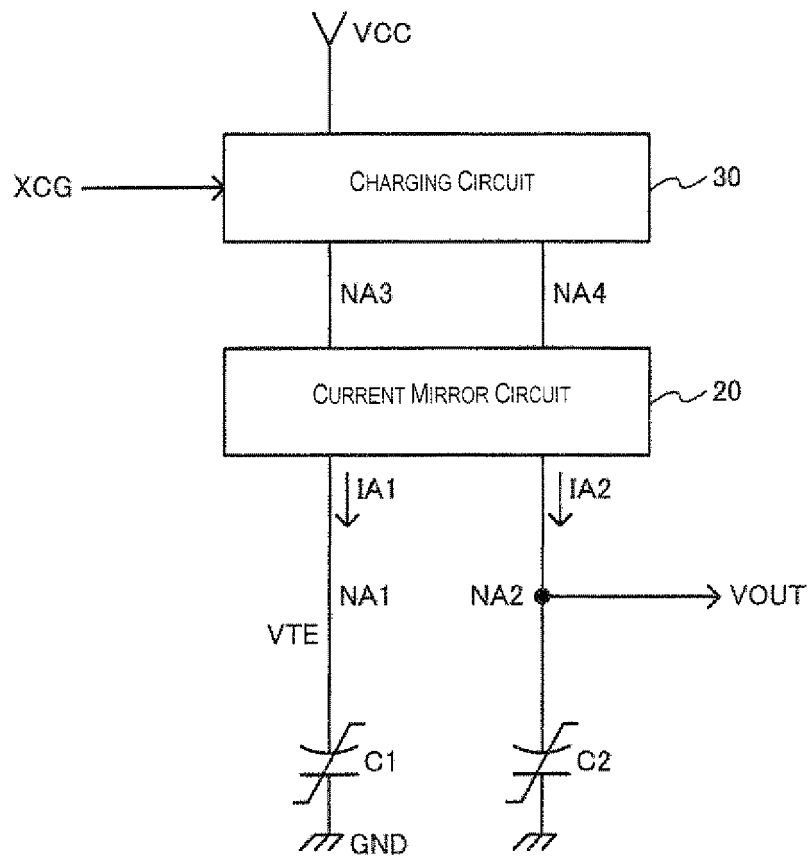 VCC
XCG
CHARGING CIRCUIT
30
NA3
NA4
CURRENT MIRROR CIRCUIT
20
IA1
IA2
NA1
NA2
VOUT
VTE
C1
C2
GND